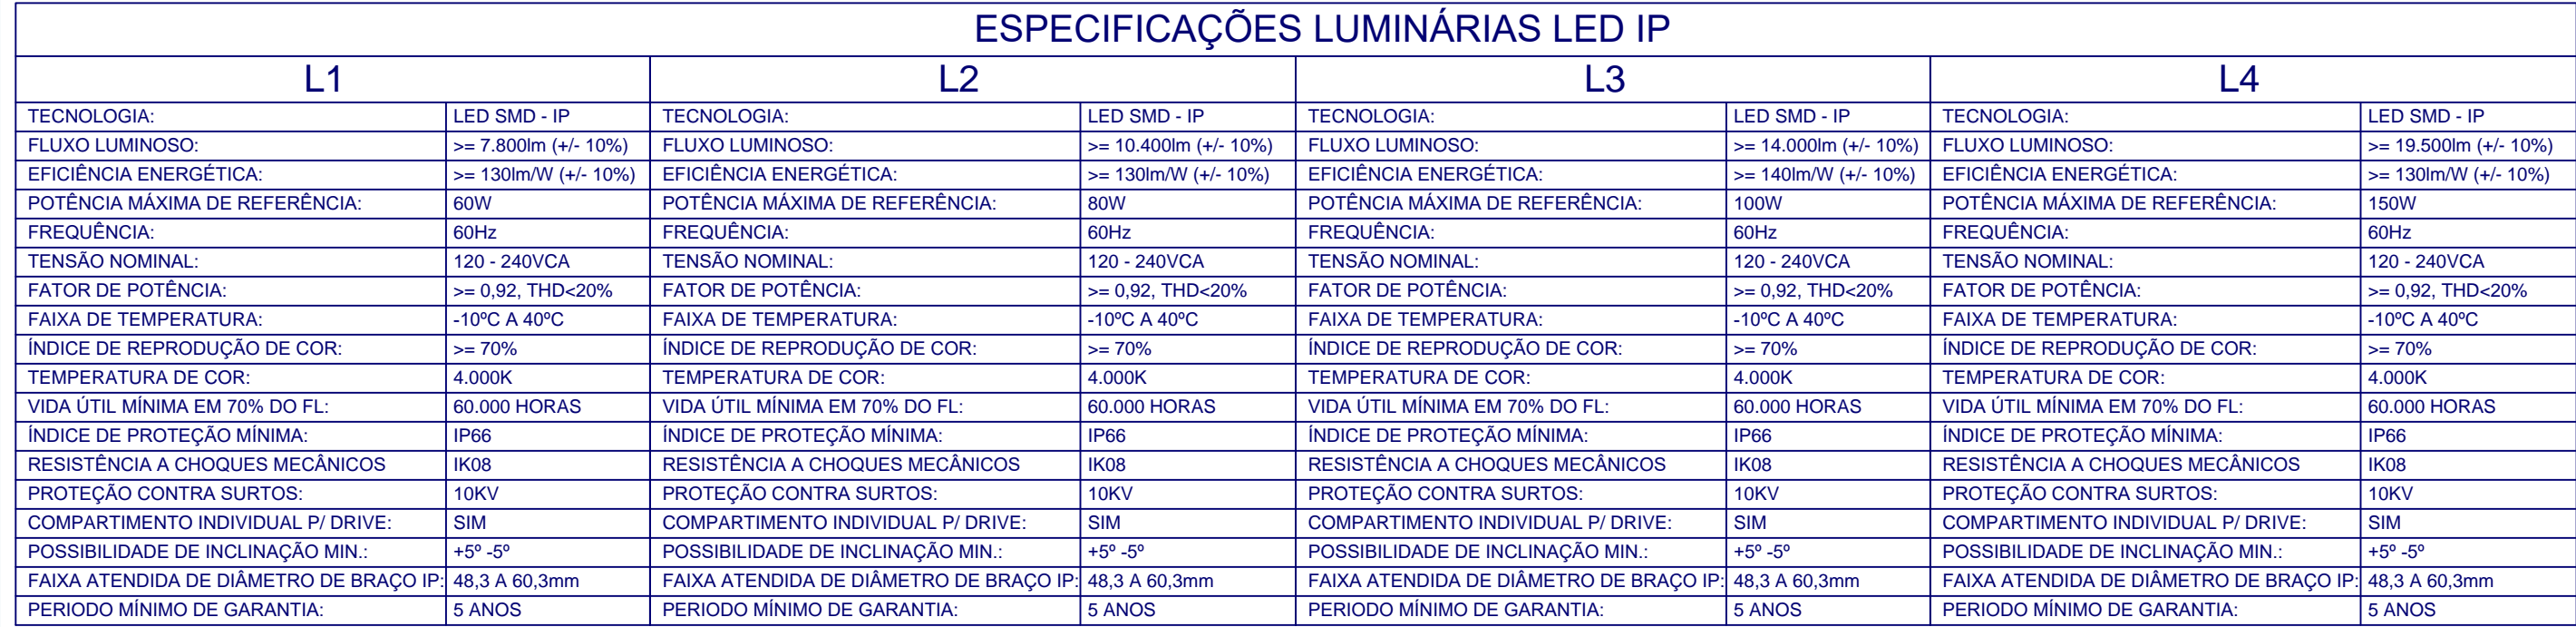 ESPECIFICAÇÕES LUMINÁRIAS LED IP
L1 L2 L3 L4
TECNOLOGIA: LED SMD - IP TECNOLOGIA: LED SMD - IP TECNOLOGIA: LED SMD - IP TECNOLOGIA: LED SMD - IP
FLUXO LUMINOSO: >= 7.800lm (+/- 10%) FLUXO LUMINOSO: >= 10.400lm (+/- 10%) FLUXO LUMINOSO: >= 14.000lm (+/- 10%) FLUXO LUMINOSO: >= 19.500lm (+/- 10%)
EFICIÊNCIA ENERGÉTICA: >= 130lm/W (+/- 10%) EFICIÊNCIA ENERGÉTICA: >= 130lm/W (+/- 10%) EFICIÊNCIA ENERGÉTICA: >= 140lm/W (+/- 10%) EFICIÊNCIA ENERGÉTICA: >= 130lm/W (+/- 10%)
POTÊNCIA MÁXIMA DE REFERÊNCIA: 60W POTÊNCIA MÁXIMA DE REFERÊNCIA: 80W POTÊNCIA MÁXIMA DE REFERÊNCIA: 100W POTÊNCIA MÁXIMA DE REFERÊNCIA: 150W
FREQUÊNCIA: 60Hz FREQUÊNCIA: 60Hz FREQUÊNCIA: 60Hz FREQUÊNCIA: 60Hz
TENSÃO NOMINAL: 120 - 240VCA TENSÃO NOMINAL: 120 - 240VCA TENSÃO NOMINAL: 120 - 240VCA TENSÃO NOMINAL: 120 - 240VCA
FATOR DE POTÊNCIA: >= 0,92, THD<20% FATOR DE POTÊNCIA: >= 0,92, THD<20% FATOR DE POTÊNCIA: >= 0,92, THD<20% FATOR DE POTÊNCIA: >= 0,92, THD<20%
FAIXA DE TEMPERATURA: -10ºC A 40ºC FAIXA DE TEMPERATURA: -10ºC A 40ºC FAIXA DE TEMPERATURA: -10ºC A 40ºC FAIXA DE TEMPERATURA: -10ºC A 40ºC
ÍNDICE DE REPRODUÇÃO DE COR: >= 70% ÍNDICE DE REPRODUÇÃO DE COR: >= 70% ÍNDICE DE REPRODUÇÃO DE COR: >= 70% ÍNDICE DE REPRODUÇÃO DE COR: >= 70%
TEMPERATURA DE COR: 4.000K TEMPERATURA DE COR: 4.000K TEMPERATURA DE COR: 4.000K TEMPERATURA DE COR: 4.000K
VIDA ÚTIL MÍNIMA EM 70% DO FL: 60.000 HORAS VIDA ÚTIL MÍNIMA EM 70% DO FL: 60.000 HORAS VIDA ÚTIL MÍNIMA EM 70% DO FL: 60.000 HORAS VIDA ÚTIL MÍNIMA EM 70% DO FL: 60.000 HORAS
ÍNDICE DE PROTEÇÃO MÍNIMA: IP66 ÍNDICE DE PROTEÇÃO MÍNIMA: IP66 ÍNDICE DE PROTEÇÃO MÍNIMA: IP66 ÍNDICE DE PROTEÇÃO MÍNIMA: IP66
RESISTÊNCIA A CHOQUES MECÂNICOS IK08 RESISTÊNCIA A CHOQUES MECÂNICOS IK08 RESISTÊNCIA A CHOQUES MECÂNICOS IK08 RESISTÊNCIA A CHOQUES MECÂNICOS IK08
PROTEÇÃO CONTRA SURTOS: 10KV PROTEÇÃO CONTRA SURTOS: 10KV PROTEÇÃO CONTRA SURTOS: 10KV PROTEÇÃO CONTRA SURTOS: 10KV
COMPARTIMENTO INDIVIDUAL P/ DRIVE: SIM COMPARTIMENTO INDIVIDUAL P/ DRIVE: SIM COMPARTIMENTO INDIVIDUAL P/ DRIVE: SIM COMPARTIMENTO INDIVIDUAL P/ DRIVE: SIM
POSSIBILIDADE DE INCLINAÇÃO MIN.: +5º -5º POSSIBILIDADE DE INCLINAÇÃO MIN.: +5º -5º POSSIBILIDADE DE INCLINAÇÃO MIN.: +5º -5º POSSIBILIDADE DE INCLINAÇÃO MIN.: +5º -5º
FAIXA ATENDIDA DE DIÂMETRO DE BRAÇO IP: 48,3 A 60,3mm FAIXA ATENDIDA DE DIÂMETRO DE BRAÇO IP: 48,3 A 60,3mm FAIXA ATENDIDA DE DIÂMETRO DE BRAÇO IP: 48,3 A 60,3mm FAIXA ATENDIDA DE DIÂMETRO DE BRAÇO IP: 48,3 A 60,3mm
PERIODO MÍNIMO DE GARANTIA: 5 ANOS PERIODO MÍNIMO DE GARANTIA: 5 ANOS PERIODO MÍNIMO DE GARANTIA: 5 ANOS PERIODO MÍNIMO DE GARANTIA: 5 ANOS